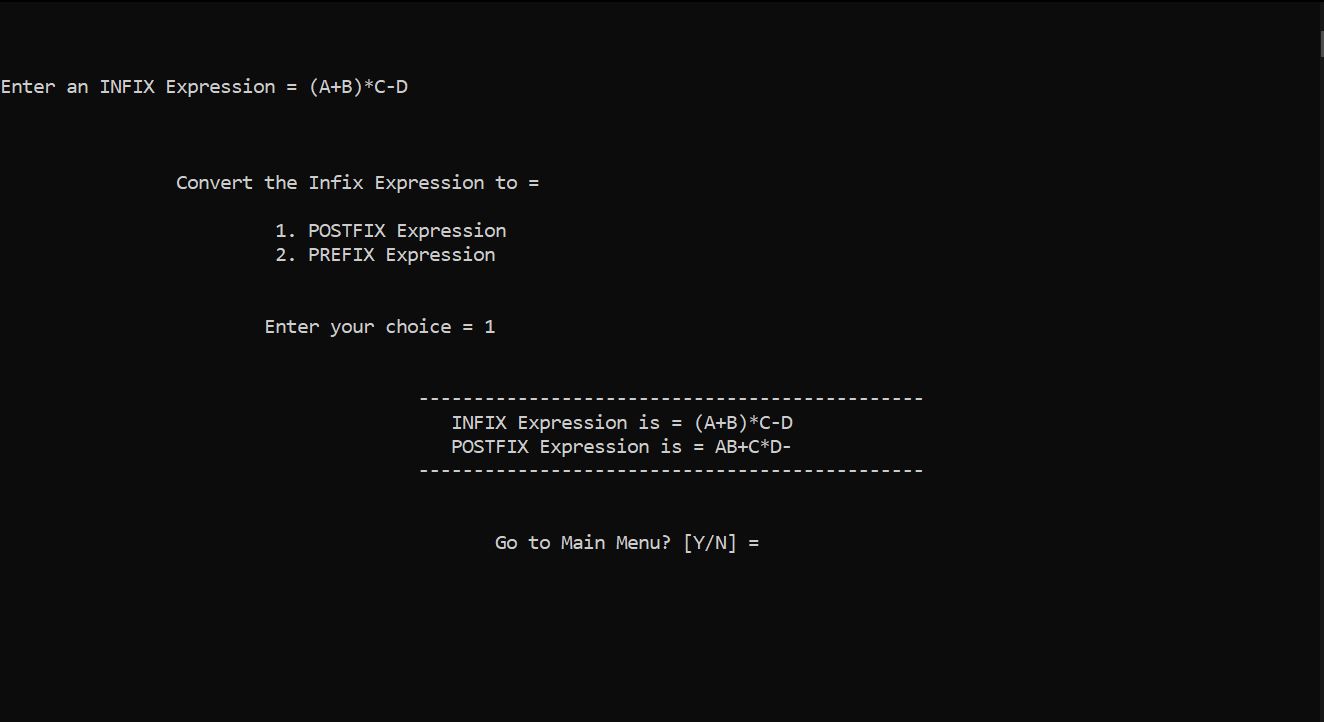 Enter an INFIX Expression = (A+B)*C-D
Convert the Infix Expression to =
1. POSTFIX Expression
2. PREFIX Expression
Enter your choice = 1
----------------------------------------------
INFIX Expression is = (A+B)*C-D
POSTFIX Expression is = AB+C*D-
----------------------------------------------
Go to Main Menu? [Y/N] =